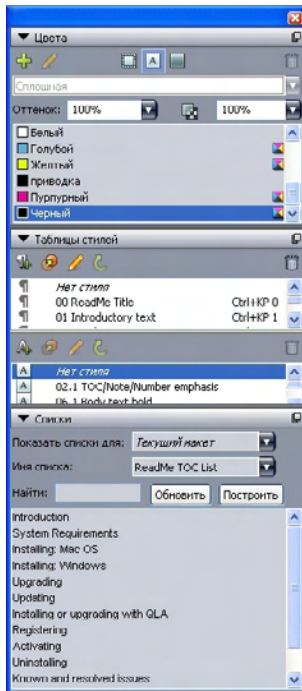 Цвета
A
Сплошная
Оттенок: 100% 100%
Белый
Голубой
Желтый
приводка
Пурпурный
Черный
Таблицы стилей
Нет стиля
00 ReadMe Title Ctrl+KP 0
01 Introductory text Ctrl+KP 1
A Нет стиля
A 02.1 TOC/Note/Number emphasis
A 06.1 Body text bold
Списки
Показать списки для: Текущий макет
Имя списка: ReadMe TOC List
Найти: Обновить Построить
Introduction
System Requirements
Installing: Mac OS
Installing: Windows
Upgrading
Updating
Installing or upgrading with QLA
Registering
Activating
Uninstalling
Known and resolved issues